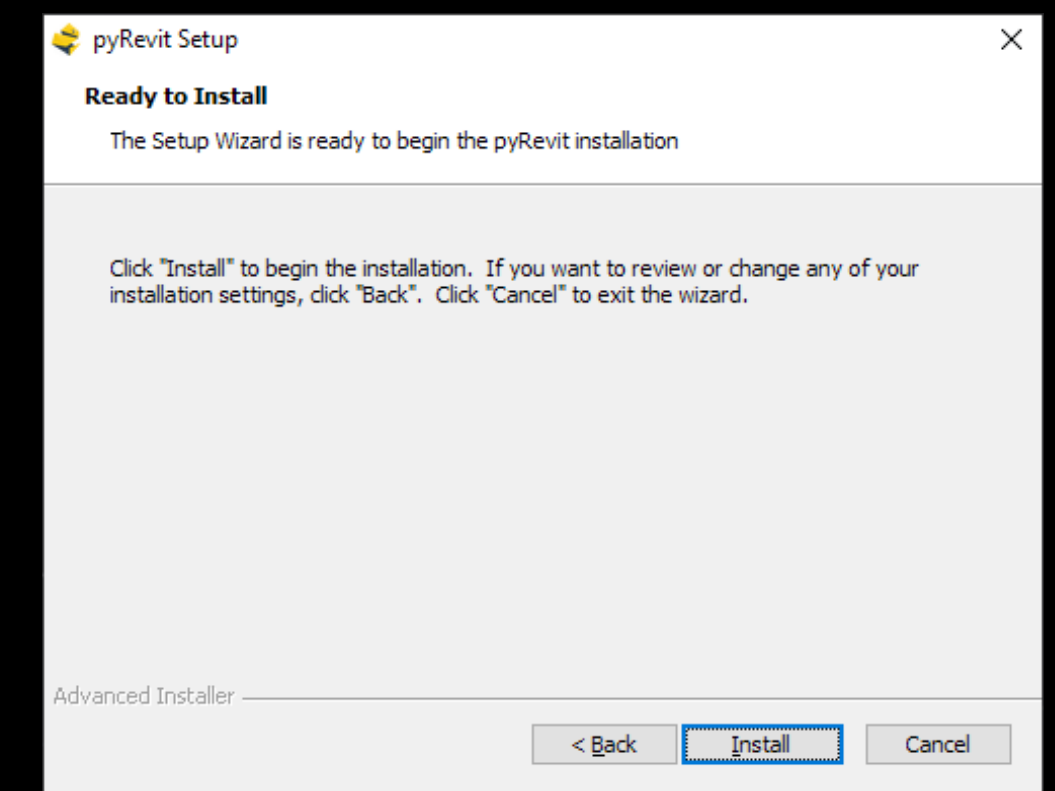 pyRevit Setup
Ready to Install
The Setup Wizard is ready to begin the pyRevit installation
Click "Install" to begin the installation.  If you want to review or change any of your
installation settings, click "Back".  Click "Cancel" to exit the wizard.
Advanced Installer
< Back
Install
Cancel